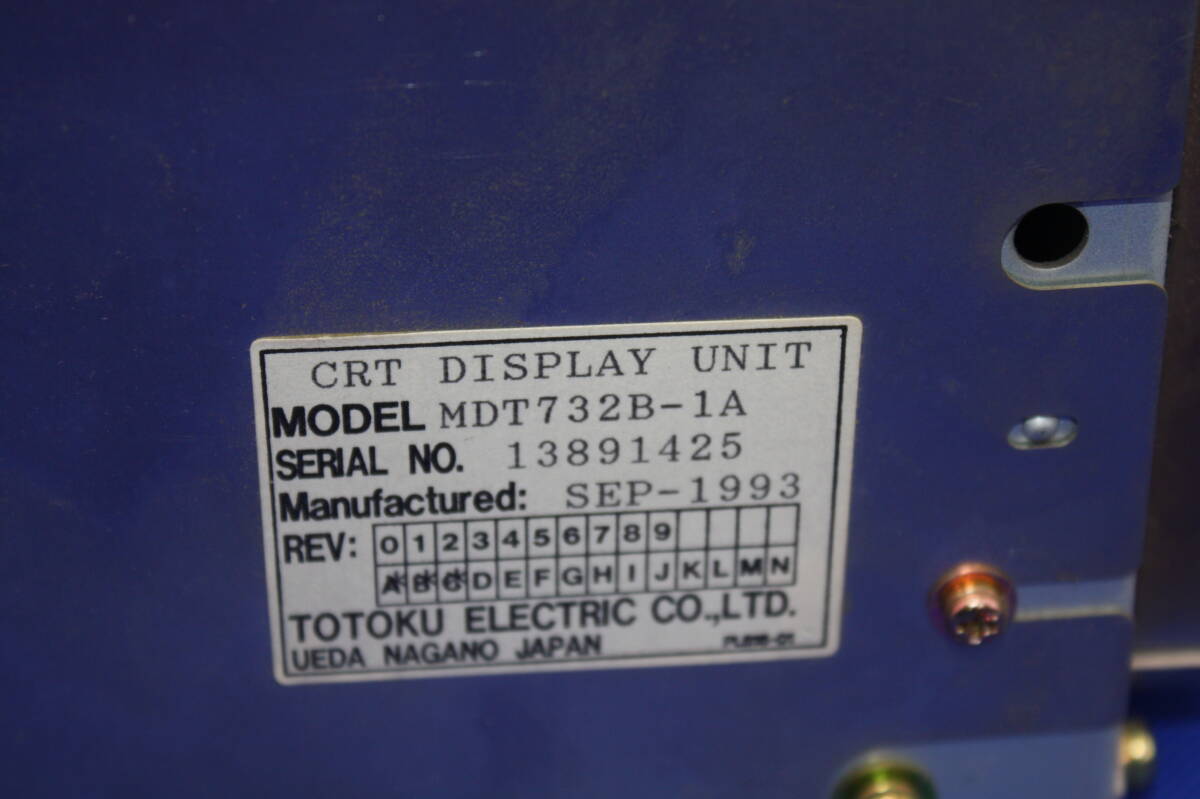 CRT DISPLAY UNIT
MODEL MDT732B-1A
SERIAL NO. 13891425
Manufactured: SEP-1993
REV: 0 1 2 3 4 5 6 7 8 9
A* B* C* D E F G H I J K L M N
TOTOKU ELECTRIC CO.,LTD.
UEDA NAGANO JAPAN